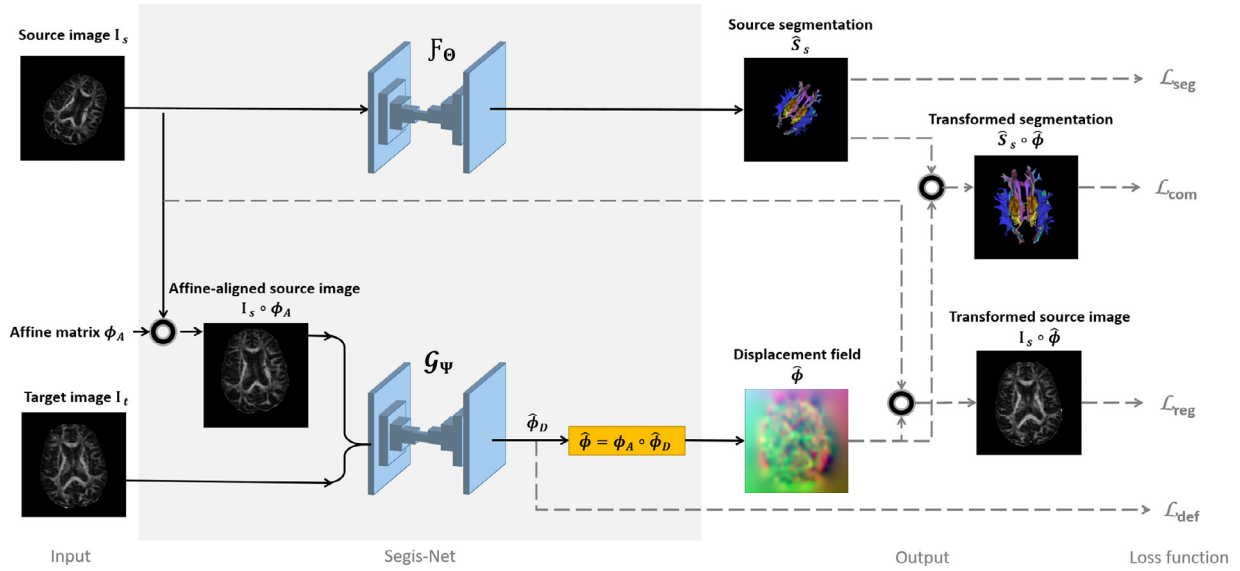 Source image I_s
𝔽_Θ
Source segmentation
Ŝ_s
ℒ_seg
Transformed segmentation
Ŝ_s ∘ ϕ̂
ℒ_com
Affine-aligned source image
I_s ∘ ϕ_A
Affine matrix ϕ_A
Transformed source image
I_s ∘ ϕ̂
Target image I_t
𝒢_Ψ
Displacement field
ϕ̂
ϕ̂_D
ϕ̂ = ϕ_A ∘ ϕ̂_D
ℒ_reg
ℒ_def
Input
Segis-Net
Output
Loss function